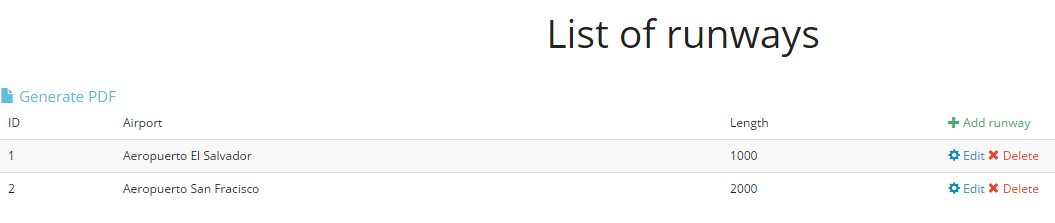 List of runways
Generate PDF
ID Airport Length Add runway
1 Aeropuerto El Salvador 1000 Edit Delete
2 Aeropuerto San Fracisco 2000 Edit Delete